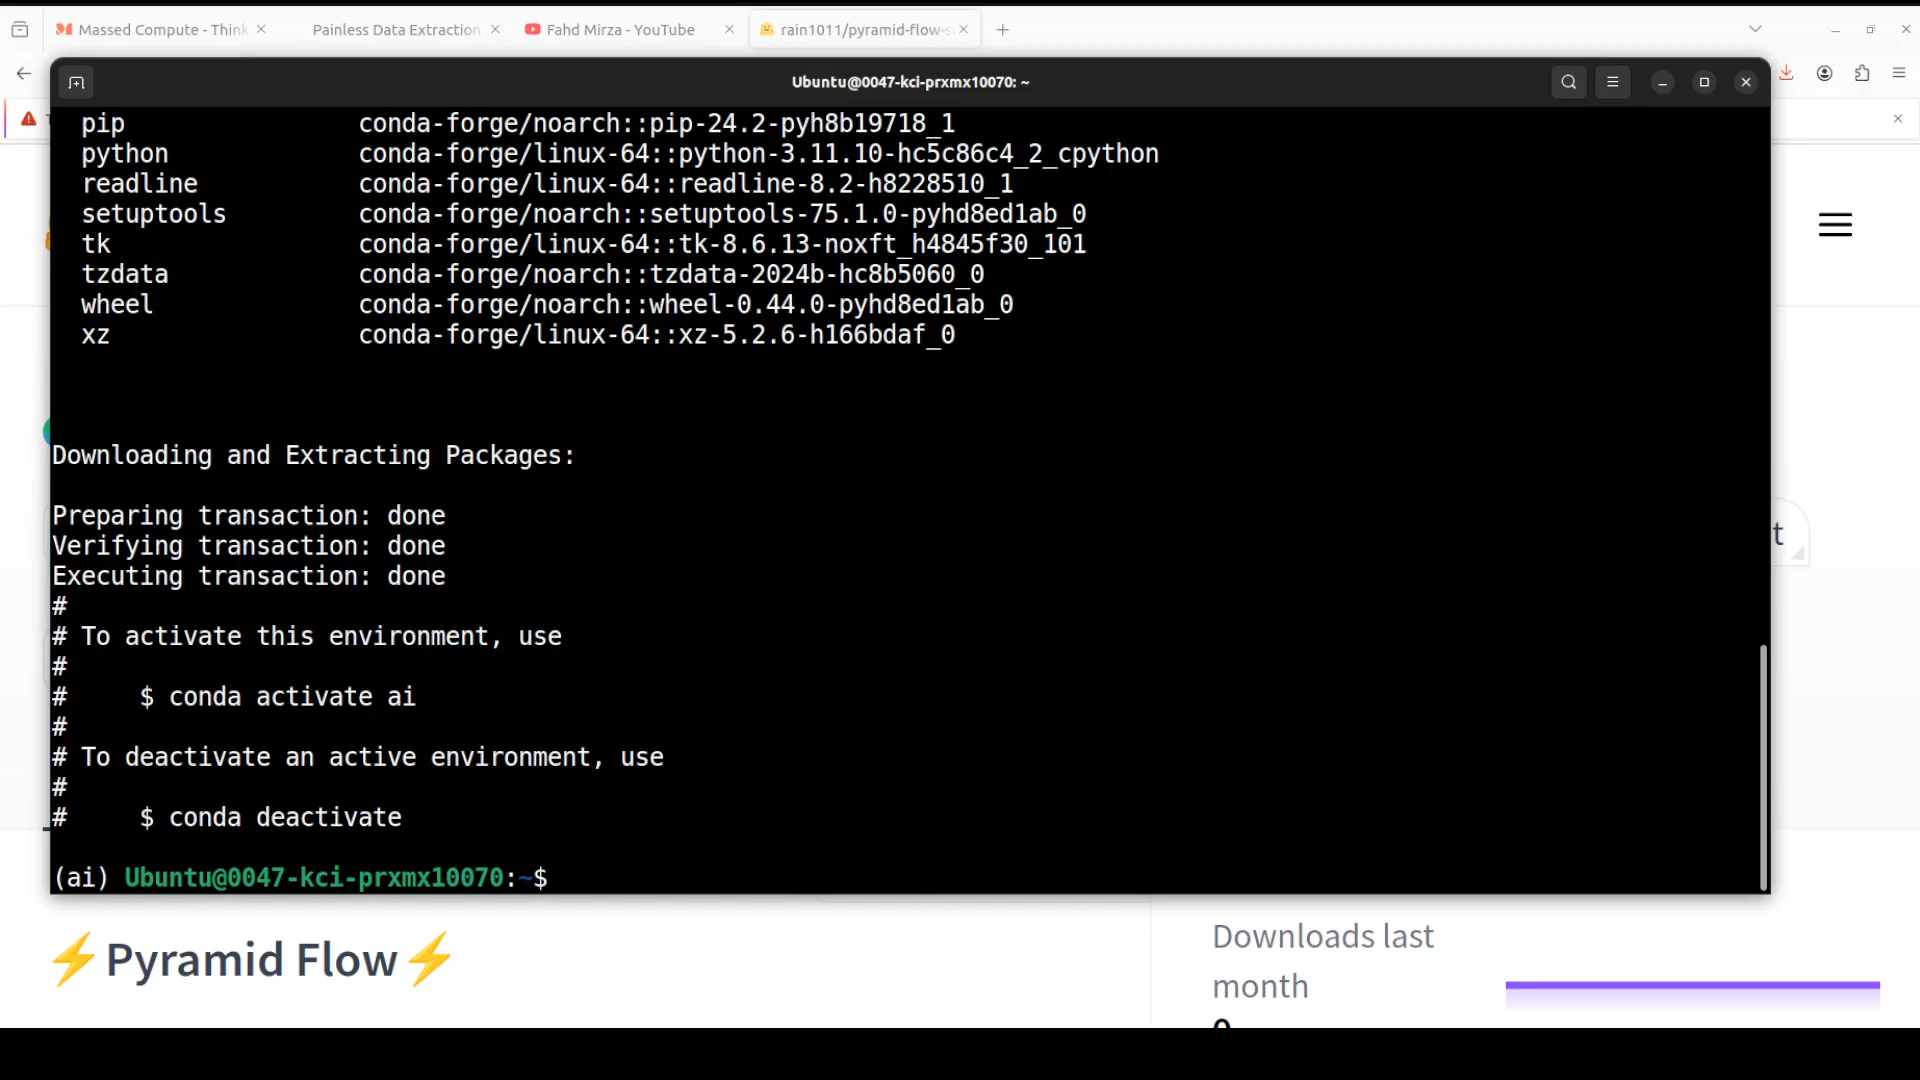 Massed Compute - Think
Painless Data Extraction
Fahd Mirza - YouTube
rain1011/pyramid-flow-s
Ubuntu@0047-kci-prxmx10070: ~
pip conda-forge/noarch::pip-24.2-pyh8b19718_1
python conda-forge/linux-64::python-3.11.10-hc5c86c4_2_cpython
readline conda-forge/linux-64::readline-8.2-h8228510_1
setuptools conda-forge/noarch::setuptools-75.1.0-pyhd8ed1ab_0
tk conda-forge/linux-64::tk-8.6.13-noxft_h4845f30_101
tzdata conda-forge/noarch::tzdata-2024b-hc8b5060_0
wheel conda-forge/noarch::wheel-0.44.0-pyhd8ed1ab_0
xz conda-forge/linux-64::xz-5.2.6-h166bdaf_0
Downloading and Extracting Packages:
Preparing transaction: done
Verifying transaction: done
Executing transaction: done
#
# To activate this environment, use
#
# $ conda activate ai
#
# To deactivate an active environment, use
#
# $ conda deactivate
(ai) Ubuntu@0047-kci-prxmx10070:~$
t
⚡Pyramid Flow⚡
Downloads last
month